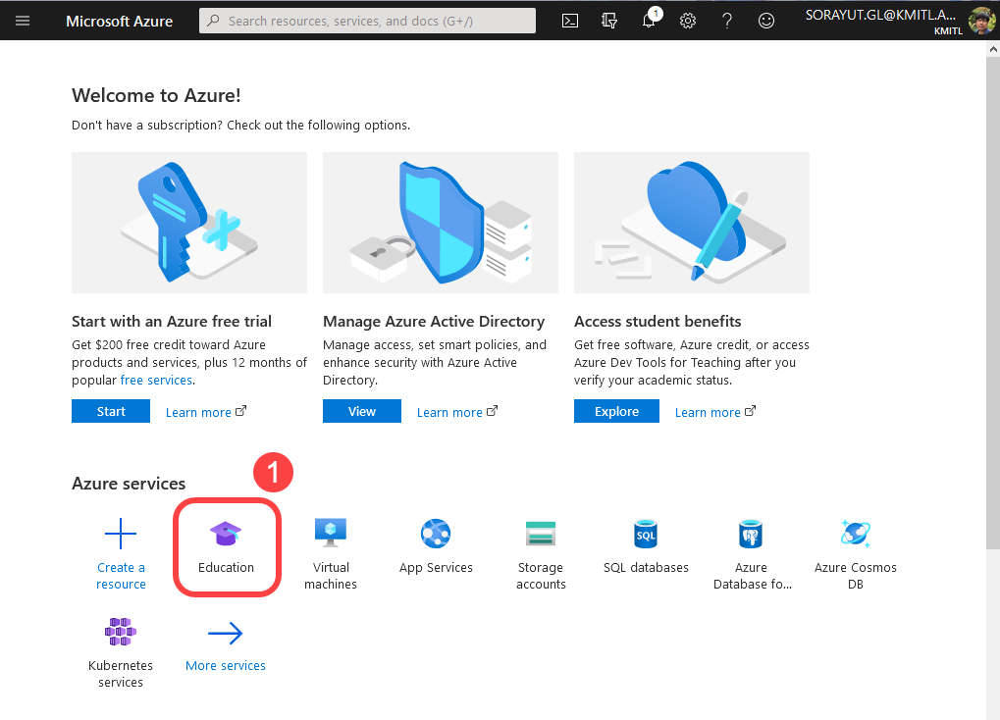 Microsoft Azure
Search resources, services, and docs (G+/)
1
SORAYUT.GL@KMITL.A...
KMITL
Welcome to Azure!
Don't have a subscription? Check out the following options.
Start with an Azure free trial
Get $200 free credit toward Azure
products and services, plus 12 months of
popular free services.
Start
Learn more
Manage Azure Active Directory
Manage access, set smart policies, and
enhance security with Azure Active
Directory.
View
Learn more
Access student benefits
Get free software, Azure credit, or access
Azure Dev Tools for Teaching after you
verify your academic status.
Explore
Learn more
Azure services
1
Create a
resource
Education
Virtual
machines
App Services
Storage
accounts
SQL
SQL databases
Azure
Database fo...
Azure Cosmos
DB
Kubernetes
services
More services